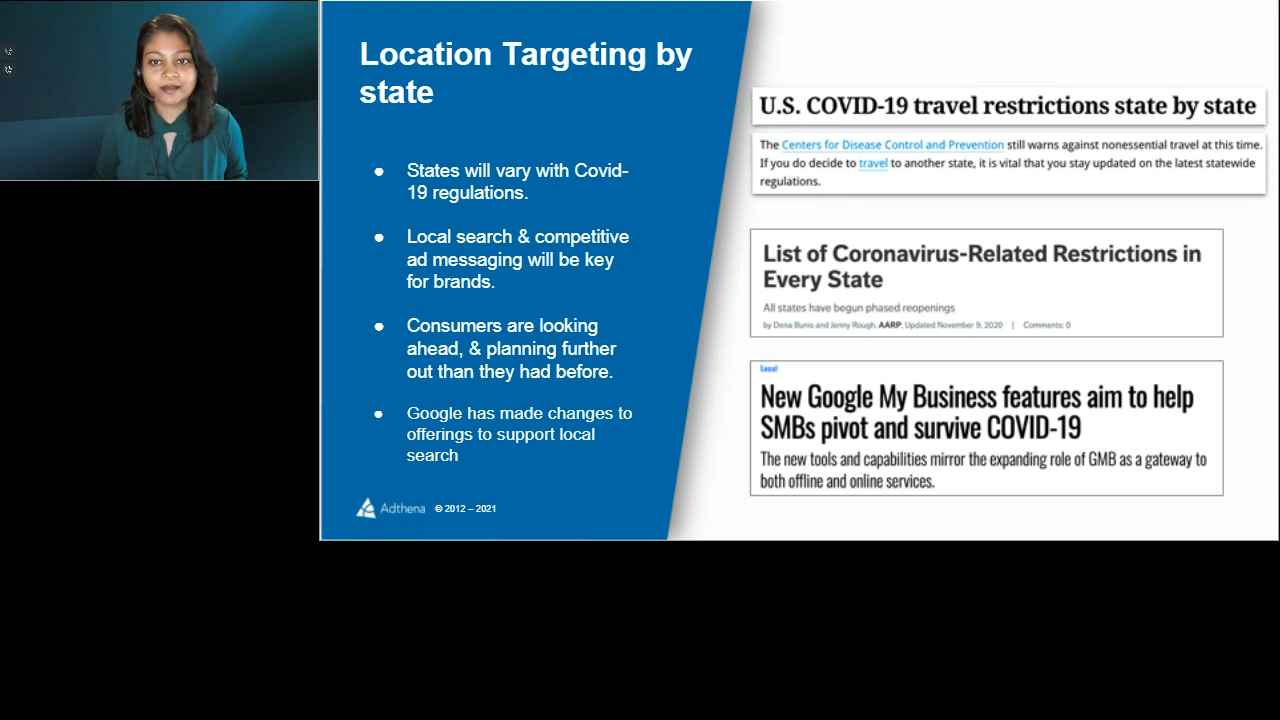 Location Targeting by
state
● States will vary with Covid-
19 regulations.
● Local search & competitive
ad messaging will be key
for brands.
● Consumers are looking
ahead, & planning further
out than they had before.
● Google has made changes to
offerings to support local
search
Adthena © 2012 – 2021
U.S. COVID-19 travel restrictions state by state
The Centers for Disease Control and Prevention still warns against nonessential travel at this time.
If you do decide to travel to another state, it is vital that you stay updated on the latest statewide
regulations.
List of Coronavirus-Related Restrictions in
Every State
All states have begun phased reopenings
by Dena Bunis and Jenny Rough, AARP, Updated November 9, 2020 | Comments: 0
Local
New Google My Business features aim to help
SMBs pivot and survive COVID-19
The new tools and capabilities mirror the expanding role of GMB as a gateway to
both offline and online services.